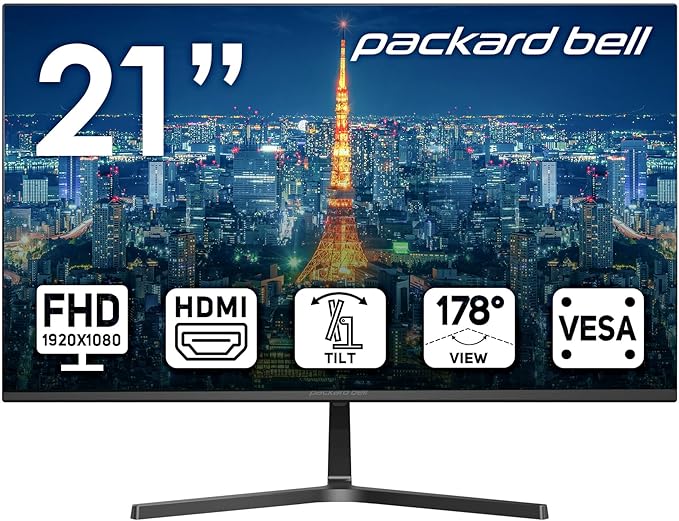 21”
packard bell
FHD
1920X1080
HDMI
TILT
178°
VIEW
VESA
packard bell